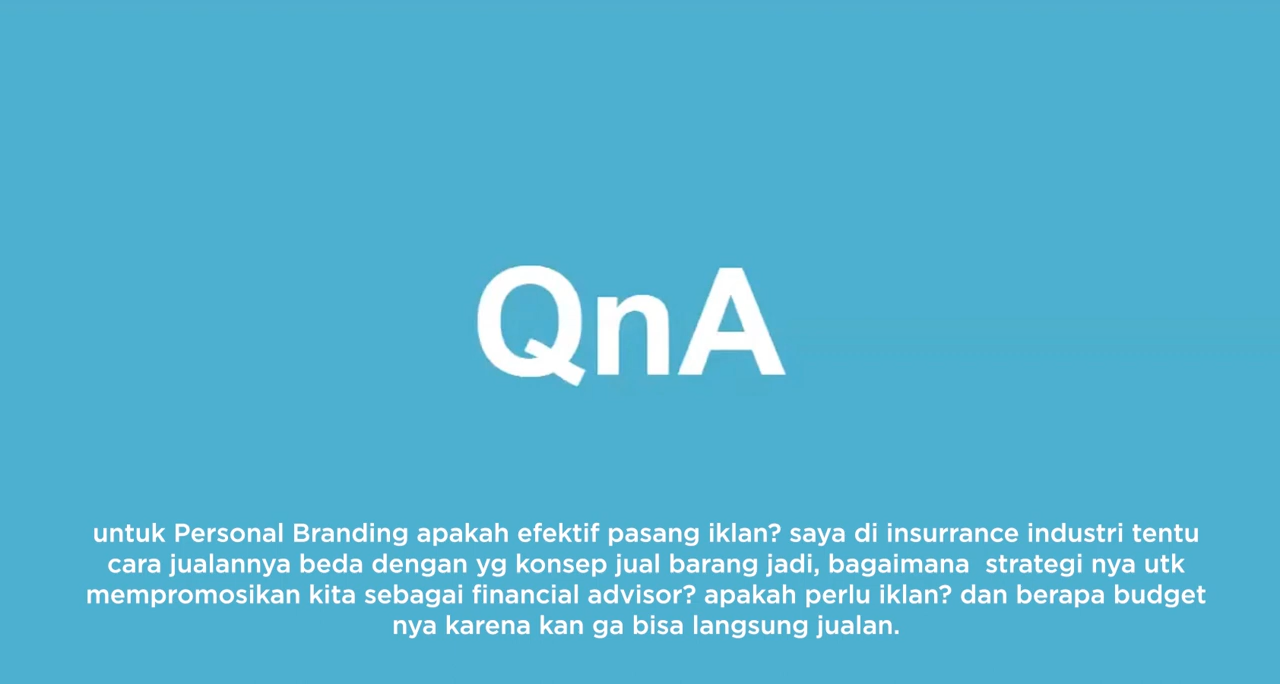 QnA
untuk Personal Branding apakah efektif pasang iklan? saya di insurrance industri tentu
cara jualannya beda dengan yg konsep jual barang jadi, bagaimana  strategi nya utk
mempromosikan kita sebagai financial advisor? apakah perlu iklan? dan berapa budget
nya karena kan ga bisa langsung jualan.